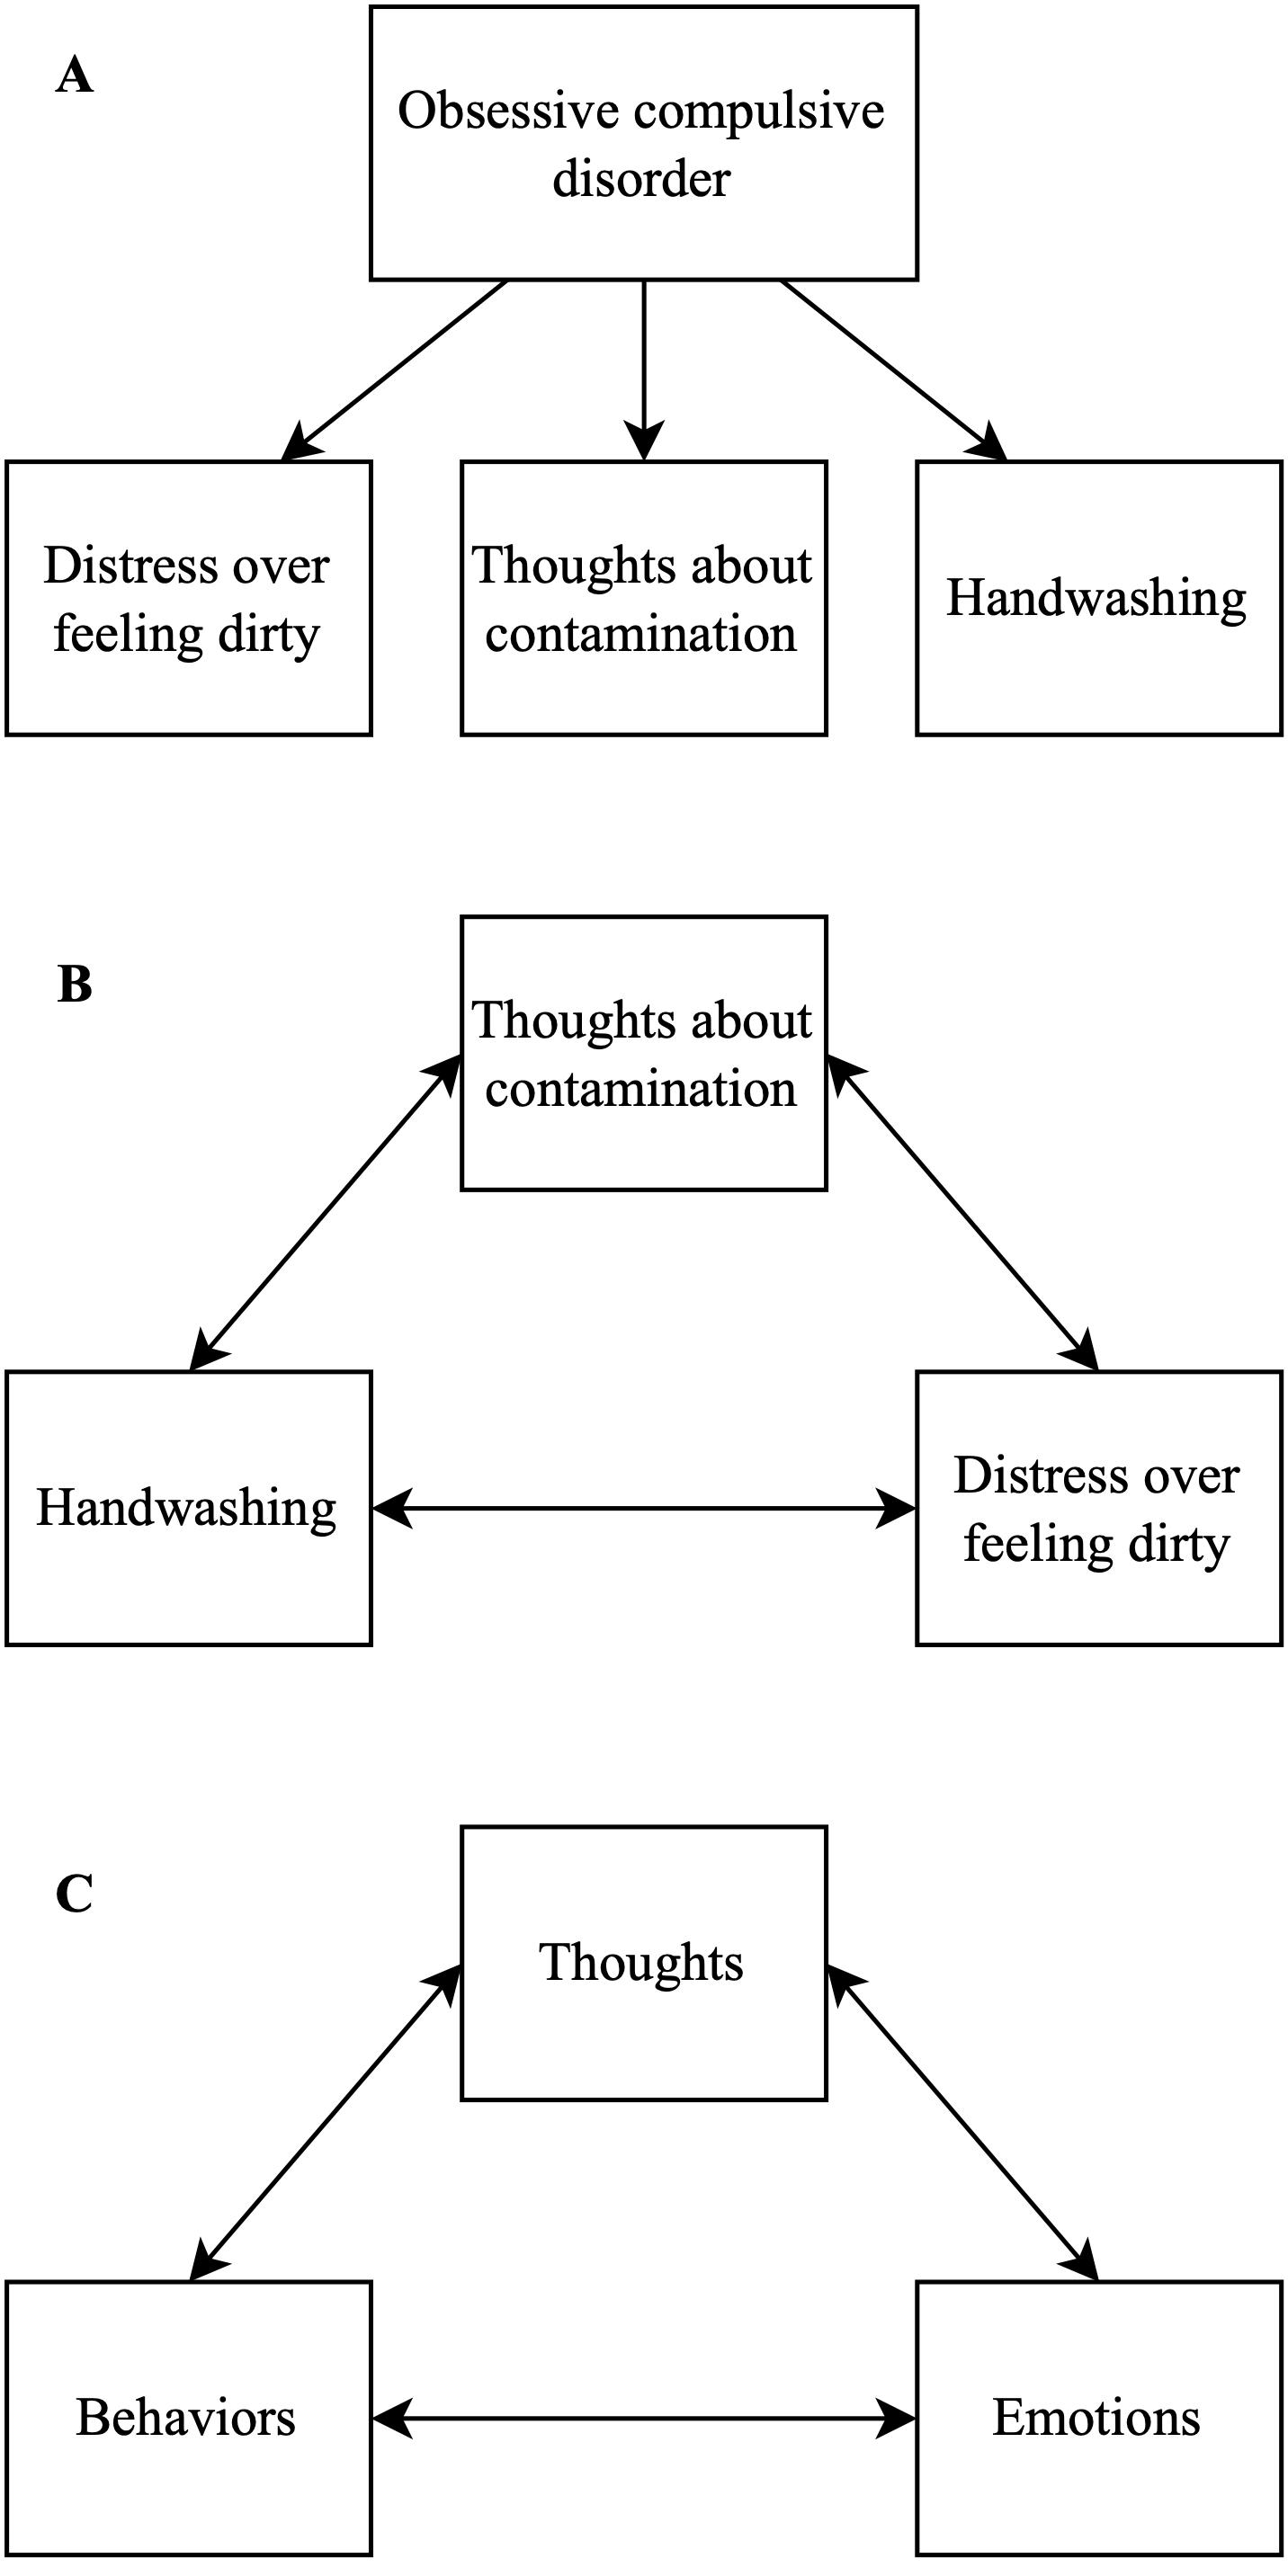 A
Obsessive compulsive
disorder
Distress over
feeling dirty
Thoughts about
contamination
Handwashing
B
Thoughts about
contamination
Handwashing
Distress over
feeling dirty
C
Thoughts
Behaviors
Emotions